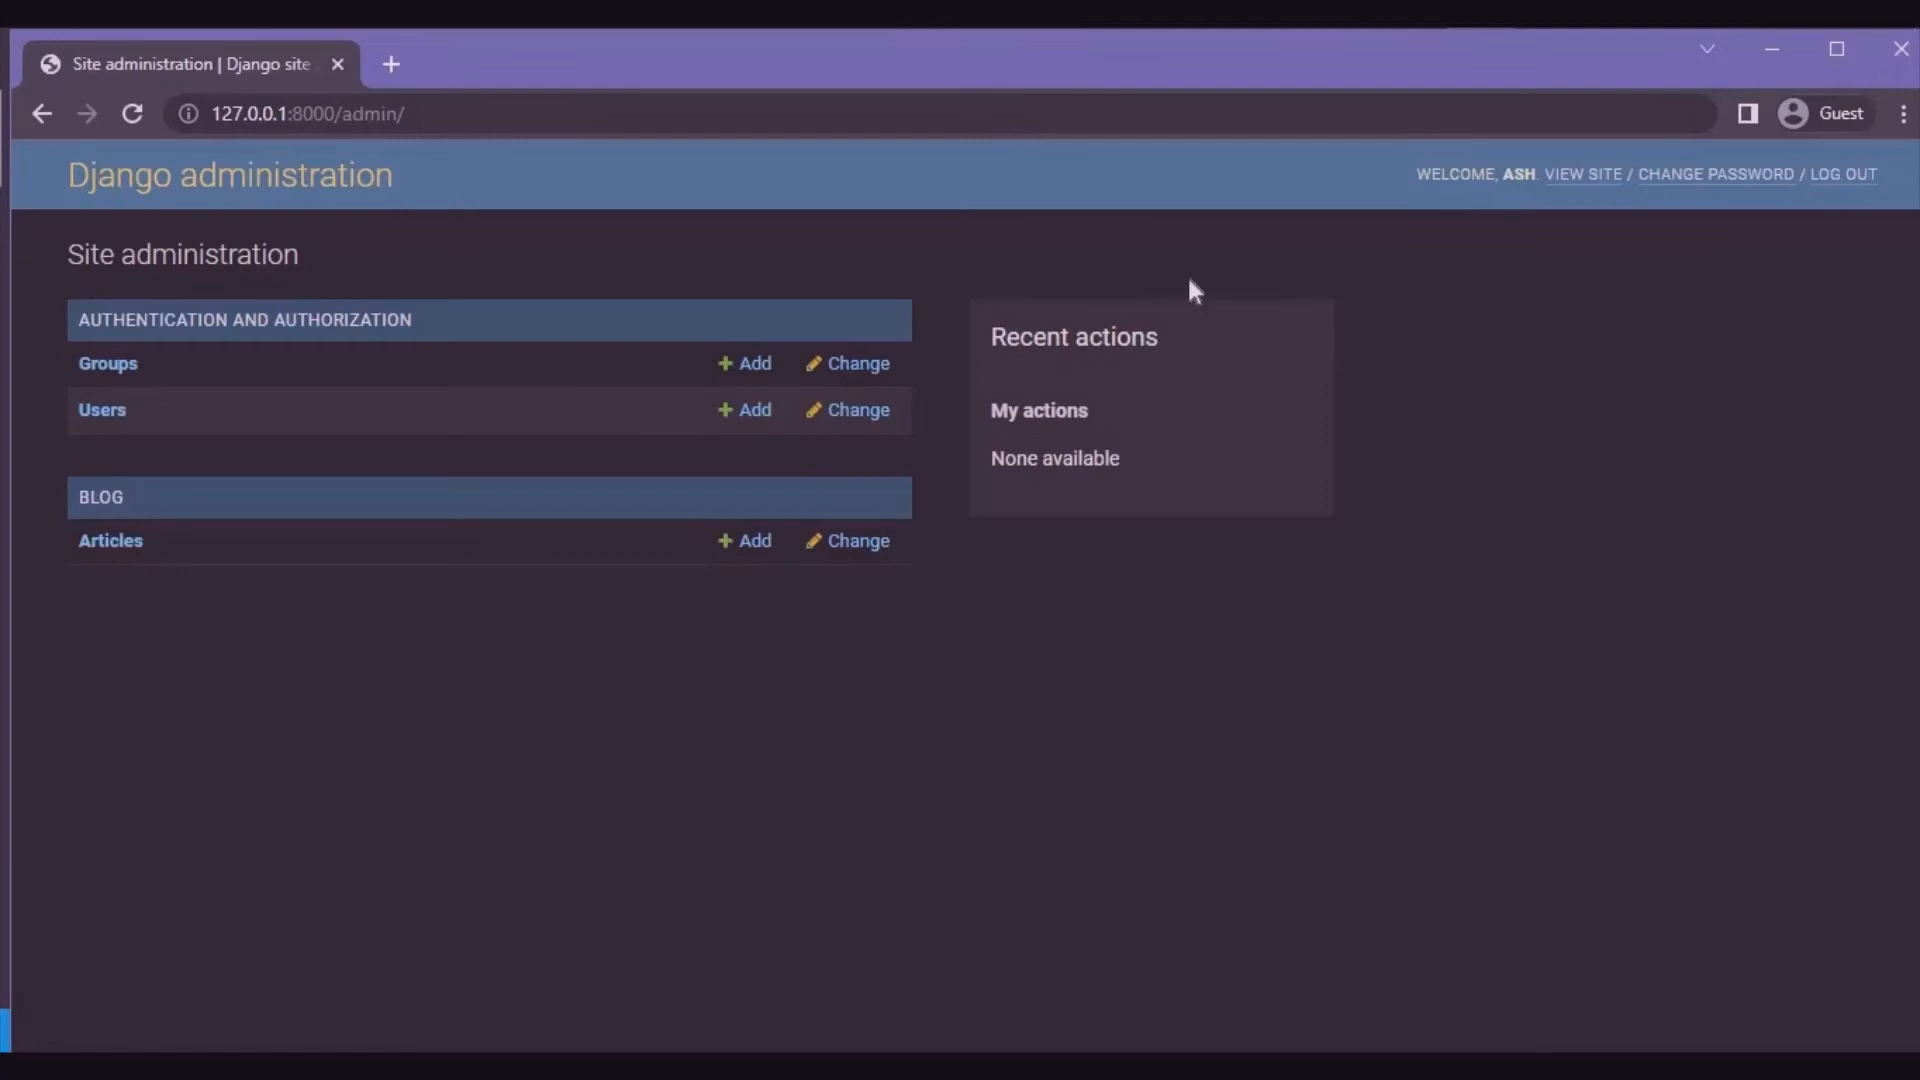 Site administration | Django site
127.0.0.1:8000/admin/
Guest
Django administration
WELCOME, ASH. VIEW SITE / CHANGE PASSWORD / LOG OUT
Site administration
AUTHENTICATION AND AUTHORIZATION
Groups Add Change
Users Add Change
BLOG
Articles Add Change
Recent actions
My actions
None available